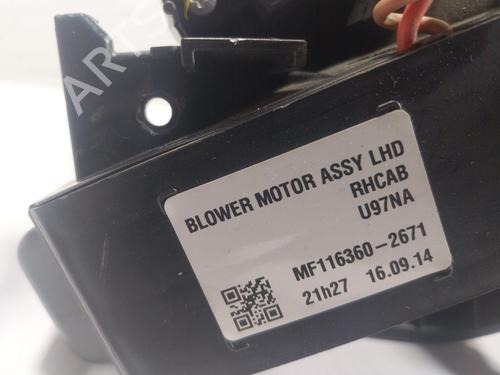 BLOWER MOTOR ASSY LHD
RHCAB
U97NA
MF116360-2671
21h27 16.09.14